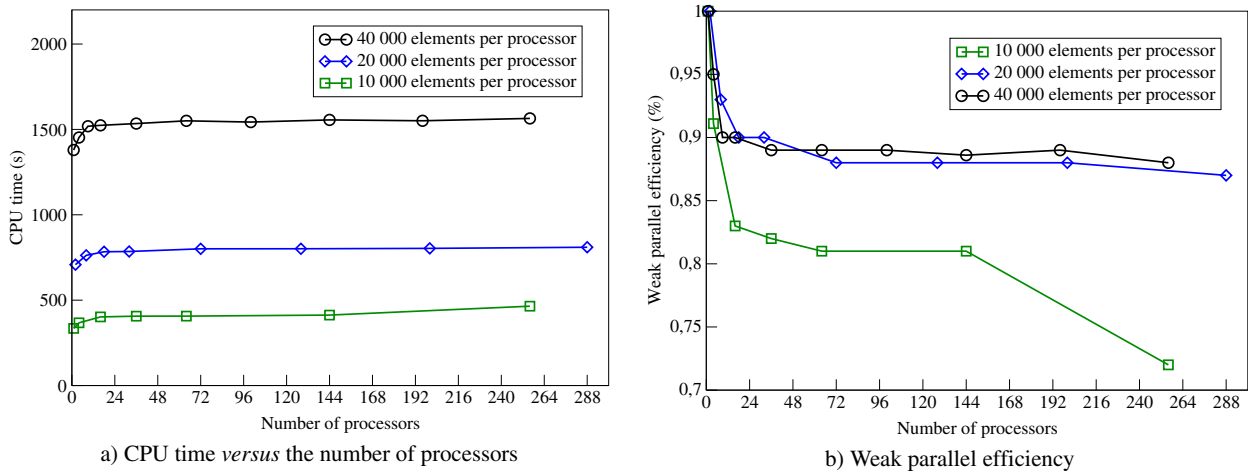 2000
1500
1000
500
0
CPU time (s)
40 000 elements per processor
20 000 elements per processor
10 000 elements per processor
0 24 48 72 96 120 144 168 192 216 240 264 288
Number of processors
a) CPU time versus the number of processors
1
0,95
0,9
0,85
0,8
0,75
0,7
Weak parallel efficiency (%)
10 000 elements per processor
20 000 elements per processor
40 000 elements per processor
0 24 48 72 96 120 144 168 192 216 240 264 288
Number of processors
b) Weak parallel efficiency